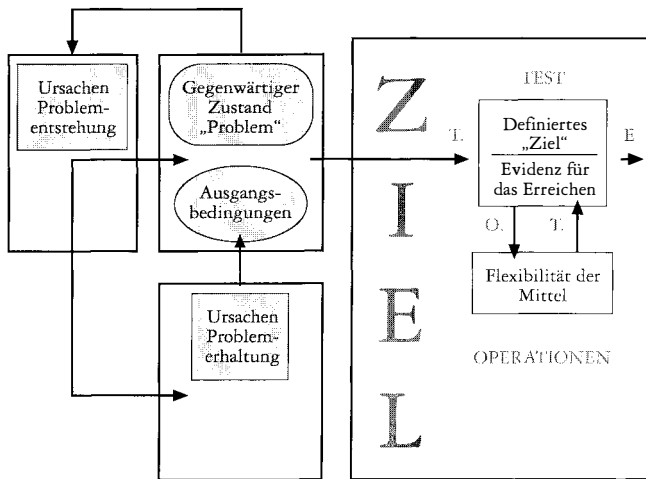 Ursachen
Problem-
entstehung
Gegenwärtiger
Zustand
„Problem“
Ausgangs-
bedingungen
Ursachen
Problem-
erhaltung
Z
I
E
L
TEST
T.
Definiertes
„Ziel“
Evidenz für
das Erreichen
E
O.
T.
Flexibilität der
Mittel
OPERATIONEN